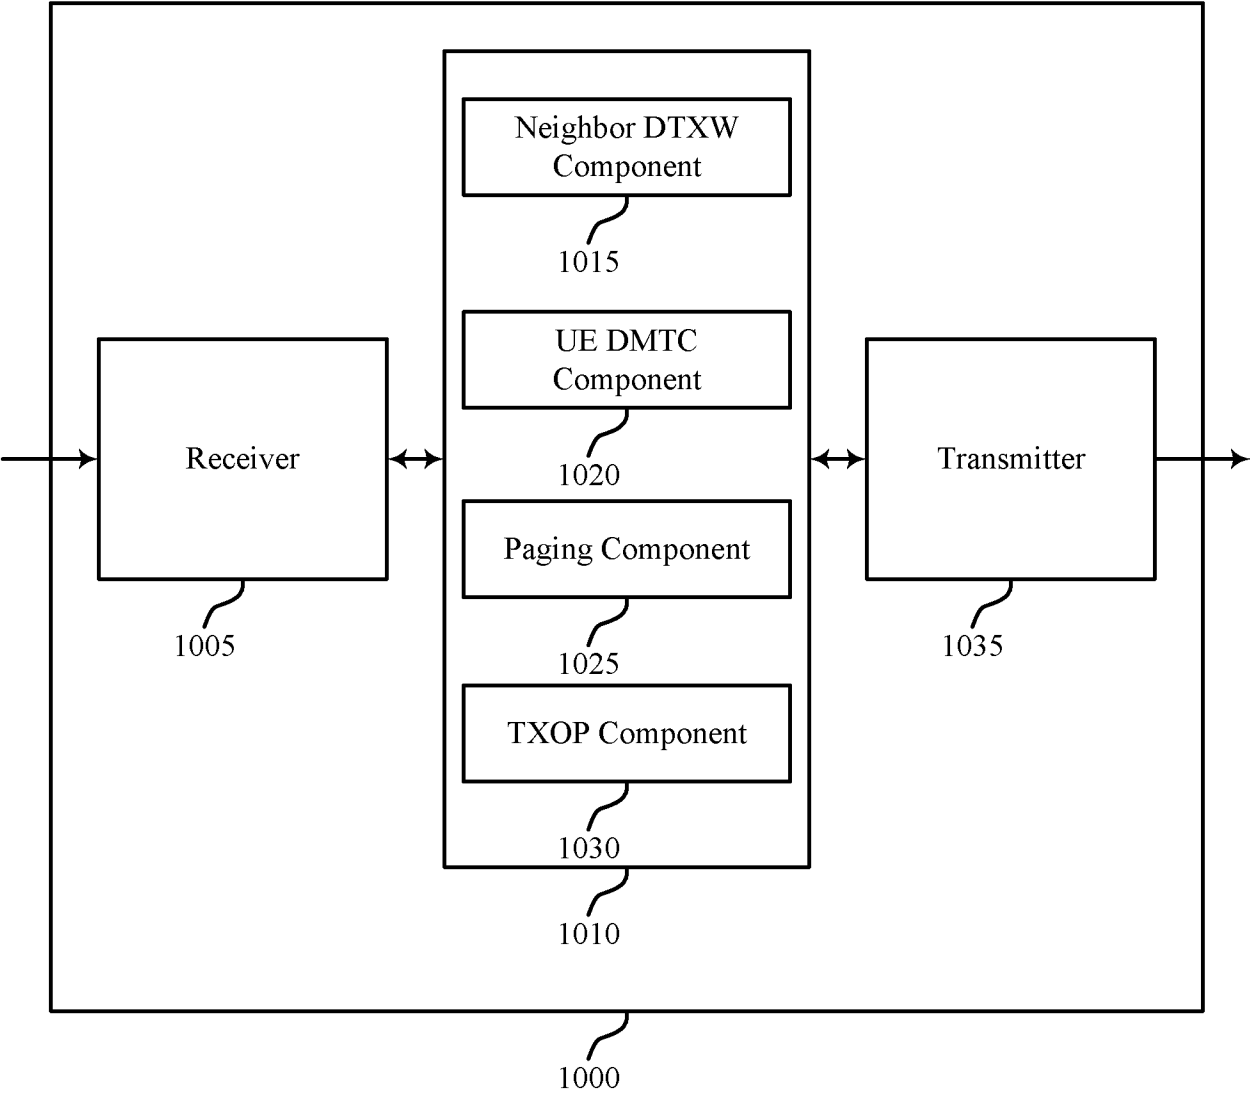 Neighbor DTXW
Component
1015
UE DMTC
Component
1020
Receiver
1005
Paging Component
1025
TXOP Component
1030
1010
Transmitter
1035
1000